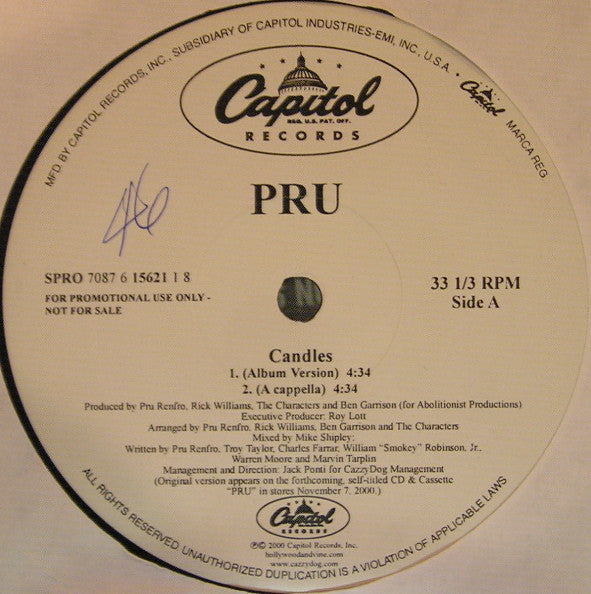 MFD. BY CAPITOL RECORDS, INC., SUBSIDIARY OF CAPITOL INDUSTRIES-EMI, INC., U.S.A. • Capitol MARCA REG
Capitol
REG. U.S. PAT. OFF.
RECORDS
PRU
SPRO 7087 6 15621 1 8
FOR PROMOTIONAL USE ONLY -
NOT FOR SALE
33 1/3 RPM
Side A
Candles
1. (Album Version) 4:34
2. (A cappella) 4:34
Produced by Pru Renfro, Rick Williams, The Characters and Ben Garrison (for Abolitionist Productions)
Executive Producer: Roy Lott
Arranged by Pru Renfro, Rick Williams, Ben Garrison and The Characters
Mixed by Mike Shipley:
Written by Pru Renfro, Troy Taylor, Charles Farrar, William "Smokey" Robinson, Jr.,
Warren Moore and Marvin Tarplin
Management and Direction: Jack Ponti for CazzyDog Management
(Original version appears on the forthcoming, self-titled CD & Cassette
"PRU" in stores November 7, 2000.)
Capitol
RECORDS
℗© 2000 Capitol Records, Inc.
hollywoodandvine.com
www.cazzydog.com
ALL RIGHTS RESERVED. UNAUTHORIZED DUPLICATION IS A VIOLATION OF APPLICABLE LAWS